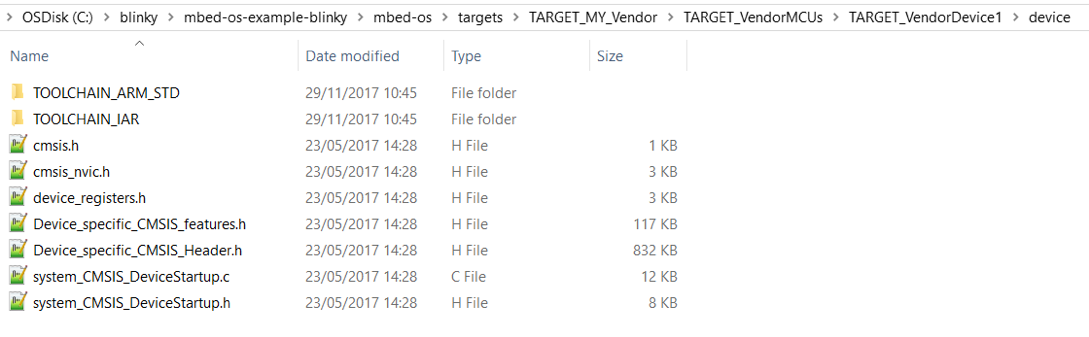 OSDisk (C:) > blinky > mbed-os-example-blinky > mbed-os > targets > TARGET_MY_Vendor > TARGET_VendorMCUs > TARGET_VendorDevice1 > device
Name Date modified Type Size
TOOLCHAIN_ARM_STD 29/11/2017 10:45 File folder
TOOLCHAIN_IAR 29/11/2017 10:45 File folder
cmsis.h 23/05/2017 14:28 H File 1 KB
cmsis_nvic.h 23/05/2017 14:28 H File 3 KB
device_registers.h 23/05/2017 14:28 H File 3 KB
Device_specific_CMSIS_features.h 23/05/2017 14:28 H File 117 KB
Device_specific_CMSIS_Header.h 23/05/2017 14:28 H File 832 KB
system_CMSIS_DeviceStartup.c 23/05/2017 14:28 C File 12 KB
system_CMSIS_DeviceStartup.h 23/05/2017 14:28 H File 8 KB